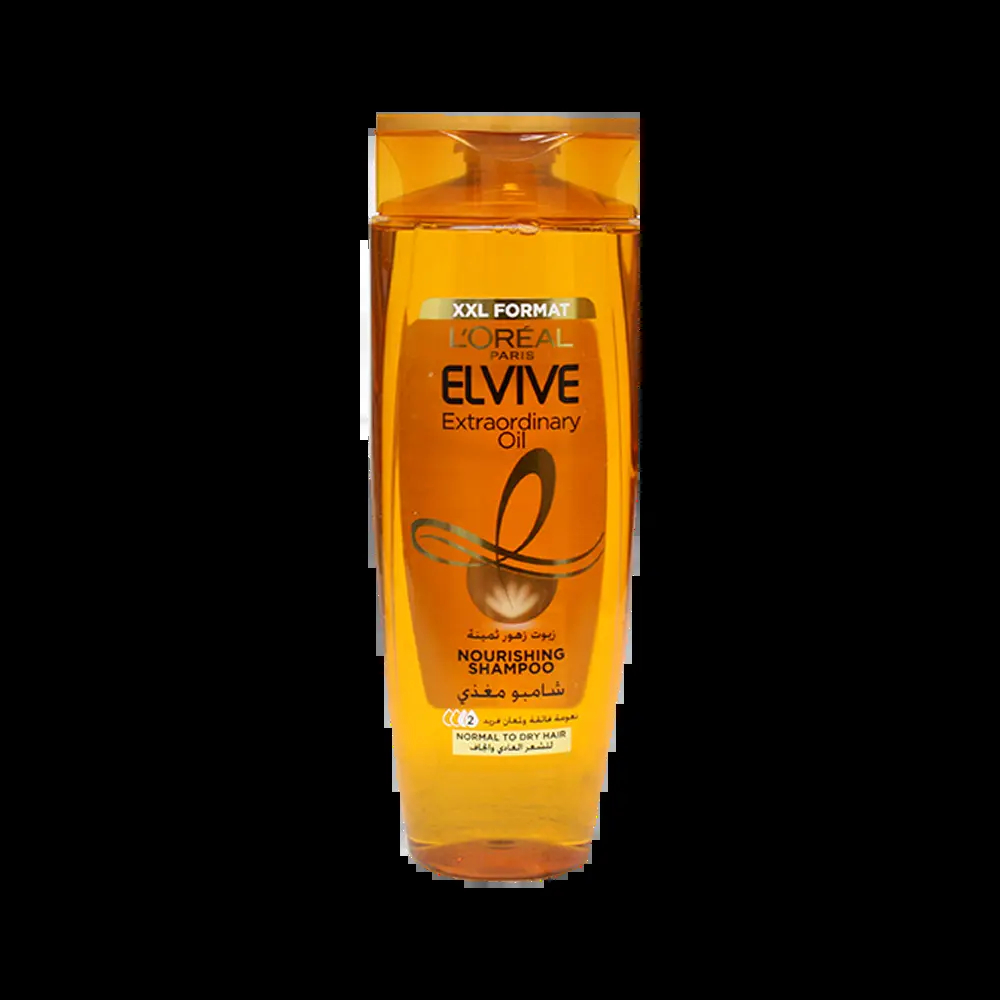 XXL FORMAT
L'ORÉAL
PARIS
ELVIVE
Extraordinary
Oil
زيوت زهور ثمينة
NOURISHING
SHAMPOO
شامبو مغذي
2 نعومة فائقة ولمعان فريد
NORMAL TO DRY HAIR
للشعر العادي والجاف